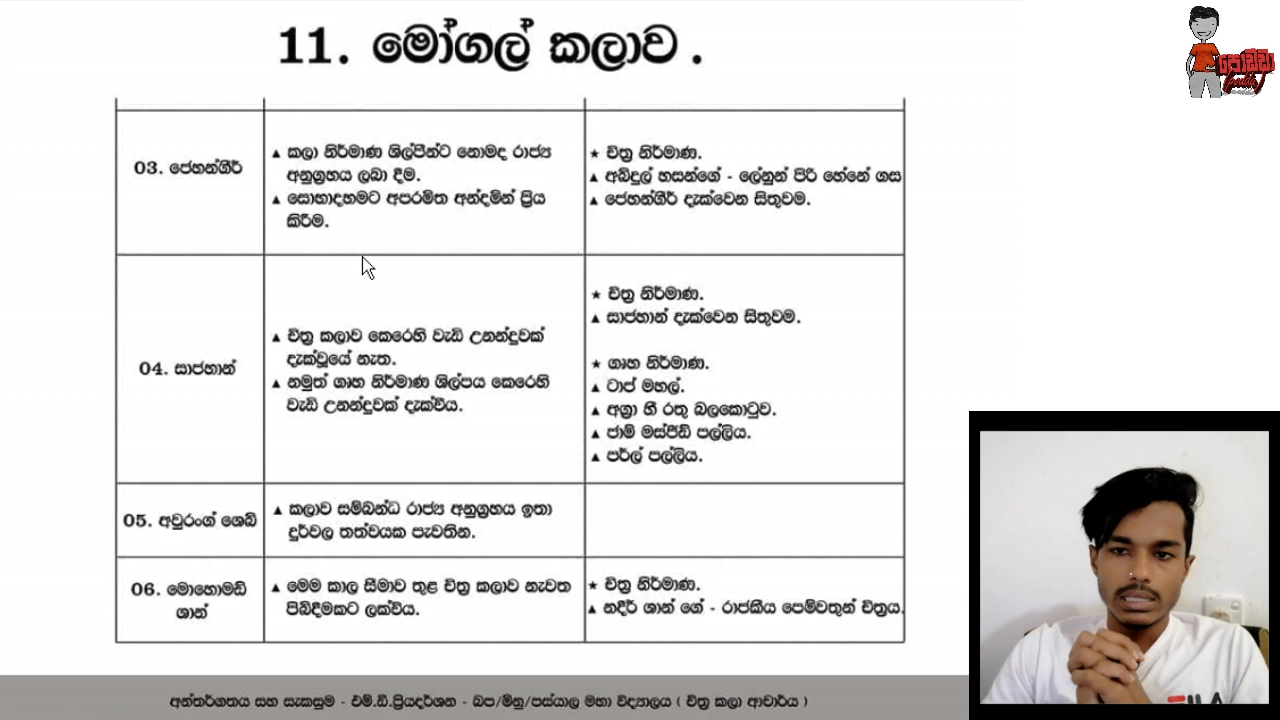 11. මෝගල් කලාව .
පොඩ්ඩා
03. ජෙහන්ගීර්
▲ කලා නිර්මාණ ශිල්පීන්ට නොමද රාජ්‍ය
අනුග්‍රහය ලබා දීම.
▲ සොභාදහමට අපරමිත අන්දමින් ප්‍රිය
කිරීම.
★ චිත්‍ර නිර්මාණ.
▲ අබ්දුල් හසන්ගේ - ලේනුන් පිරි හේනේ ගස
▲ ජෙහන්ගීර් දැක්වෙන සිතුවම.
04. සාජහාන්
▲ චිත්‍ර කලාව කෙරෙහි වැඩි උනන්දුවක්
දැක්වූයේ නැත.
▲ නමුත් ගෘහ නිර්මාණ ශිල්පය කෙරෙහි
වැඩි උනන්දුවක් දැක්වීය.
★ චිත්‍ර නිර්මාණ.
▲ සාජහාන් දැක්වෙන සිතුවම.
★ ගෘහ නිර්මාණ.
▲ ටාජ් මහල්.
▲ අග්‍රා හී රතු බලකොටුව.
▲ ජාම් මස්ජිඩ් පල්ලිය.
▲ පර්ල් පල්ලිය.
05. අවුරංග් ශෙබ්
▲ කලාව සම්බන්ධ රාජ්‍ය අනුග්‍රහය ඉතා
දුර්වල තත්වයක පැවතින.
06. මොහොමඩ්
ශාන්
▲ මෙම කාල සීමාව තුළ චිත්‍ර කලාව නැවත
පිබිදීමකට ලක්විය.
★ චිත්‍ර නිර්මාණ.
▲ නදීර් ශාන් ගේ - රාජකීය පෙම්වතුන් චිත්‍රය.
අන්තර්ගතය සහ සැකසුම - එම්.ඩී.ප්‍රියදර්ශන - බප/මිනු/පස්යාල මහා විද්‍යාලය ( චිත්‍ර කලා ආචාර්ය )